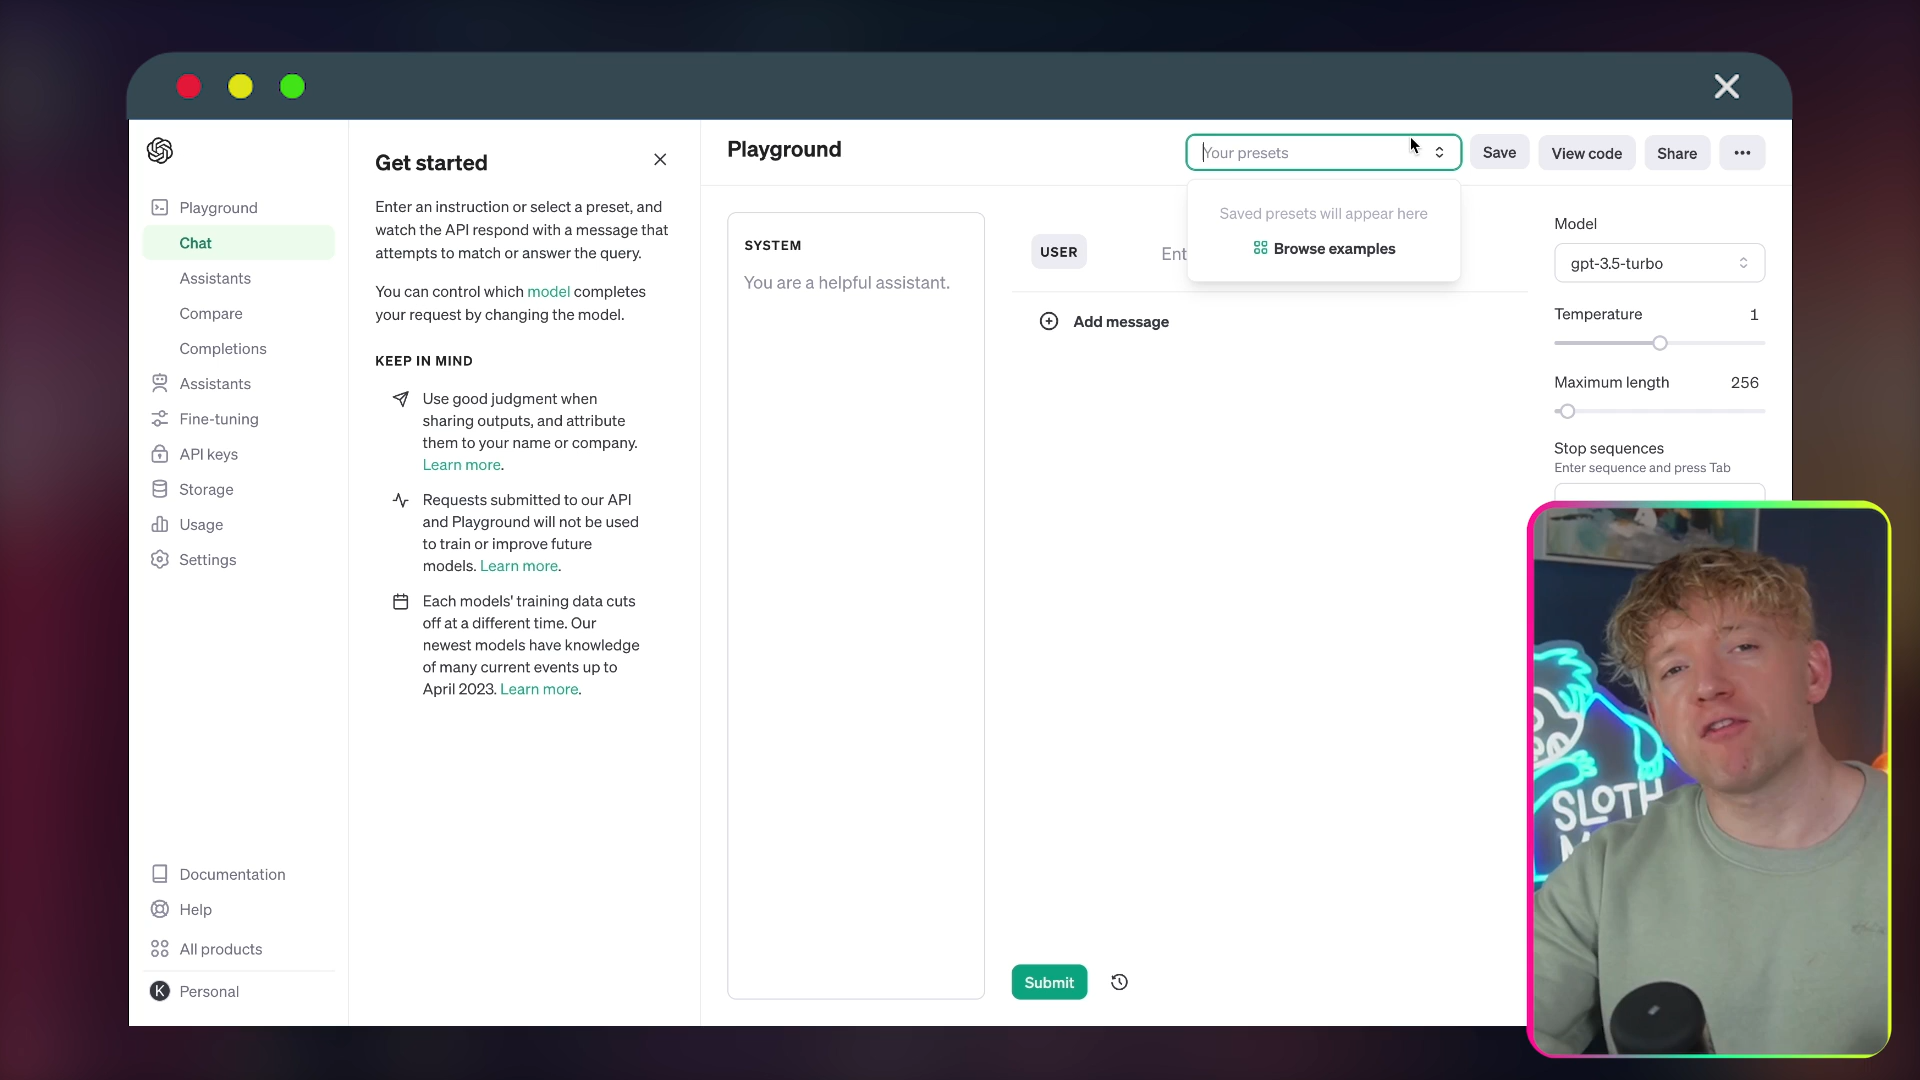 Playground
Chat
Assistants
Compare
Completions
Assistants
Fine-tuning
API keys
Storage
Usage
Settings
Documentation
Help
All products
K Personal
Get started
Enter an instruction or select a preset, and
watch the API respond with a message that
attempts to match or answer the query.
You can control which model completes
your request by changing the model.
KEEP IN MIND
Use good judgment when
sharing outputs, and attribute
them to your name or company.
Learn more.
Requests submitted to our API
and Playground will not be used
to train or improve future
models. Learn more.
Each models' training data cuts
off at a different time. Our
newest models have knowledge
of many current events up to
April 2023. Learn more.
Playground
Your presets
Save
View code
Share
Saved presets will appear here
Browse examples
SYSTEM
You are a helpful assistant.
USER
Ent
Add message
Submit
Model
gpt-3.5-turbo
Temperature 1
Maximum length 256
Stop sequences
Enter sequence and press Tab
SLOTH